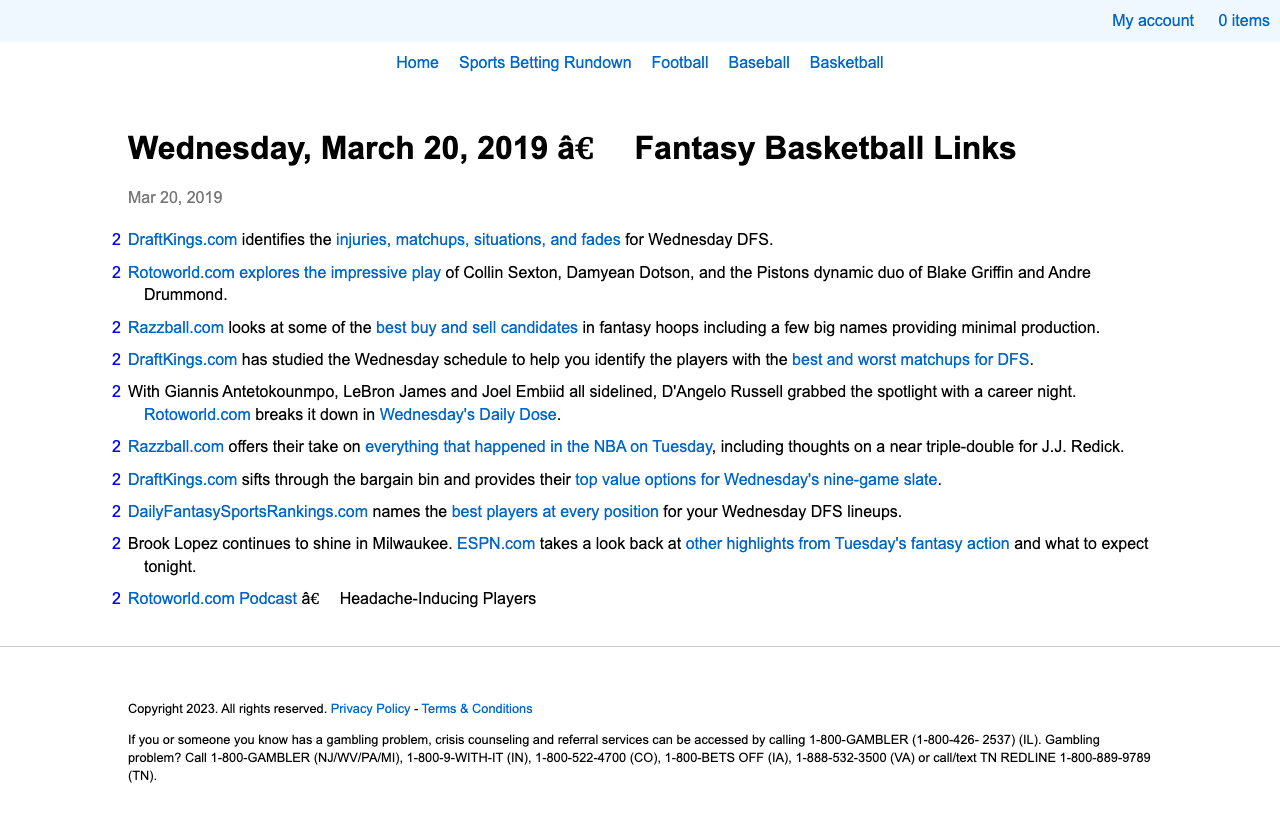 My account 0 items
Home Sports Betting Rundown Football Baseball Basketball
Wednesday, March 20, 2019 â€ Fantasy Basketball Links
Mar 20, 2019
2 DraftKings.com identifies the injuries, matchups, situations, and fades for Wednesday DFS.
2 Rotoworld.com explores the impressive play of Collin Sexton, Damyean Dotson, and the Pistons dynamic duo of Blake Griffin and Andre
Drummond.
2 Razzball.com looks at some of the best buy and sell candidates in fantasy hoops including a few big names providing minimal production.
2 DraftKings.com has studied the Wednesday schedule to help you identify the players with the best and worst matchups for DFS.
2 With Giannis Antetokounmpo, LeBron James and Joel Embiid all sidelined, D'Angelo Russell grabbed the spotlight with a career night.
Rotoworld.com breaks it down in Wednesday's Daily Dose.
2 Razzball.com offers their take on everything that happened in the NBA on Tuesday, including thoughts on a near triple-double for J.J. Redick.
2 DraftKings.com sifts through the bargain bin and provides their top value options for Wednesday's nine-game slate.
2 DailyFantasySportsRankings.com names the best players at every position for your Wednesday DFS lineups.
2 Brook Lopez continues to shine in Milwaukee. ESPN.com takes a look back at other highlights from Tuesday's fantasy action and what to expect
tonight.
2 Rotoworld.com Podcast â€ Headache-Inducing Players
Copyright 2023. All rights reserved. Privacy Policy - Terms & Conditions
If you or someone you know has a gambling problem, crisis counseling and referral services can be accessed by calling 1-800-GAMBLER (1-800-426- 2537) (IL). Gambling
problem? Call 1-800-GAMBLER (NJ/WV/PA/MI), 1-800-9-WITH-IT (IN), 1-800-522-4700 (CO), 1-800-BETS OFF (IA), 1-888-532-3500 (VA) or call/text TN REDLINE 1-800-889-9789
(TN).